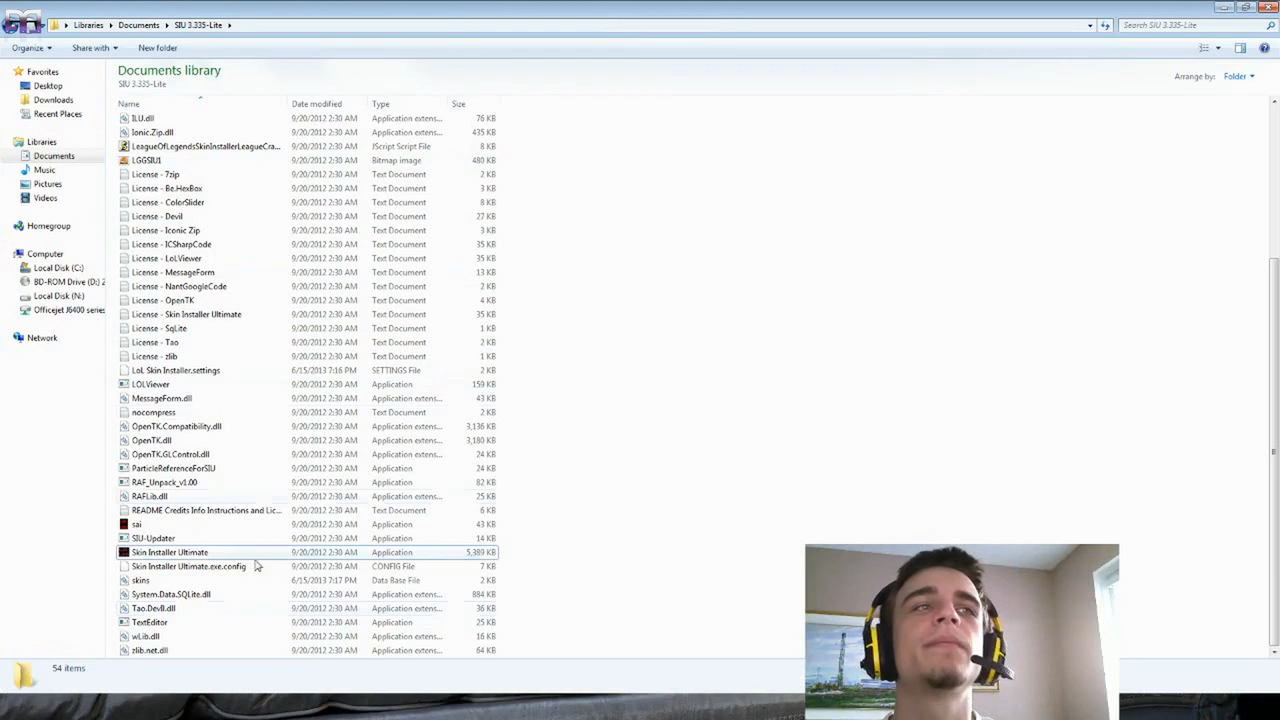 Libraries ▸ Documents ▸ SIU 3.335-Lite ▸
Search SIU 3.335-Lite
Organize Share with New folder
Favorites
Desktop
Downloads
Recent Places
Libraries
Documents
Music
Pictures
Videos
Homegroup
Computer
Local Disk (C:)
BD-ROM Drive (D:) 2
Local Disk (N:)
Officejet J6400 series
Network
Documents library
SIU 3.335-Lite
Arrange by: Folder
Name Date modified Type Size
ILU.dll 9/20/2012 2:30 AM Application extens... 76 KB
Ionic.Zip.dll 9/20/2012 2:30 AM Application extens... 435 KB
LeagueOfLegendsSkinInstallerLeagueCra... 9/20/2012 2:30 AM JScript Script File 8 KB
LGGSIU1 9/20/2012 2:30 AM Bitmap image 480 KB
License - 7zip 9/20/2012 2:30 AM Text Document 2 KB
License - Be.HexBox 9/20/2012 2:30 AM Text Document 3 KB
License - ColorSlider 9/20/2012 2:30 AM Text Document 8 KB
License - Devil 9/20/2012 2:30 AM Text Document 27 KB
License - Iconic Zip 9/20/2012 2:30 AM Text Document 3 KB
License - ICSharpCode 9/20/2012 2:30 AM Text Document 35 KB
License - LoLViewer 9/20/2012 2:30 AM Text Document 35 KB
License - MessageForm 9/20/2012 2:30 AM Text Document 13 KB
License - NantGoogleCode 9/20/2012 2:30 AM Text Document 2 KB
License - OpenTK 9/20/2012 2:30 AM Text Document 4 KB
License - Skin Installer Ultimate 9/20/2012 2:30 AM Text Document 35 KB
License - SqLite 9/20/2012 2:30 AM Text Document 1 KB
License - Tao 9/20/2012 2:30 AM Text Document 2 KB
License - zlib 9/20/2012 2:30 AM Text Document 1 KB
LoL Skin Installer.settings 6/15/2013 7:16 PM SETTINGS File 2 KB
LOLViewer 9/20/2012 2:30 AM Application 159 KB
MessageForm.dll 9/20/2012 2:30 AM Application extens... 43 KB
nocompress 9/20/2012 2:30 AM Text Document 2 KB
OpenTK.Compatibility.dll 9/20/2012 2:30 AM Application extens... 3,136 KB
OpenTK.dll 9/20/2012 2:30 AM Application extens... 3,180 KB
OpenTK.GLControl.dll 9/20/2012 2:30 AM Application extens... 24 KB
ParticleReferenceForSIU 9/20/2012 2:30 AM Application 24 KB
RAF_Unpack_v1.00 9/20/2012 2:30 AM Application 82 KB
RAFLib.dll 9/20/2012 2:30 AM Application extens... 25 KB
README Credits Info Instructions and Lic... 9/20/2012 2:30 AM Text Document 5 KB
sai 9/20/2012 2:30 AM Application 43 KB
SIU-Updater 9/20/2012 2:30 AM Application 14 KB
Skin Installer Ultimate 9/20/2012 2:30 AM Application 5,389 KB
Skin Installer Ultimate.exe.config 9/20/2012 2:30 AM CONFIG File 7 KB
skins 6/15/2013 7:17 PM Data Base File 2 KB
System.Data.SQLite.dll 9/20/2012 2:30 AM Application extens... 884 KB
Tao.DevIl.dll 9/20/2012 2:30 AM Application extens... 36 KB
TextEditor 9/20/2012 2:30 AM Application 25 KB
wLib.dll 9/20/2012 2:30 AM Application extens... 16 KB
zlib.net.dll 9/20/2012 2:30 AM Application extens... 64 KB
54 items